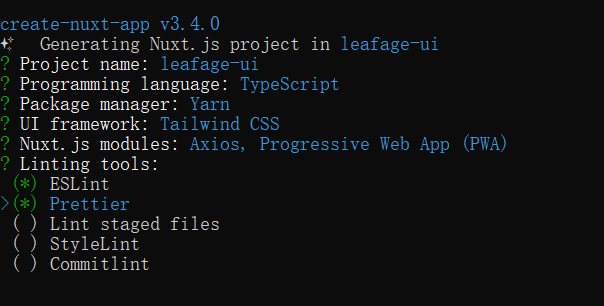 create-nuxt-app v3.4.0
✨  Generating Nuxt.js project in leafage-ui
? Project name: leafage-ui
? Programming language: TypeScript
? Package manager: Yarn
? UI framework: Tailwind CSS
? Nuxt.js modules: Axios, Progressive Web App (PWA)
? Linting tools:
 (*) ESLint
>(*) Prettier
 ( ) Lint staged files
 ( ) StyleLint
 ( ) Commitlint